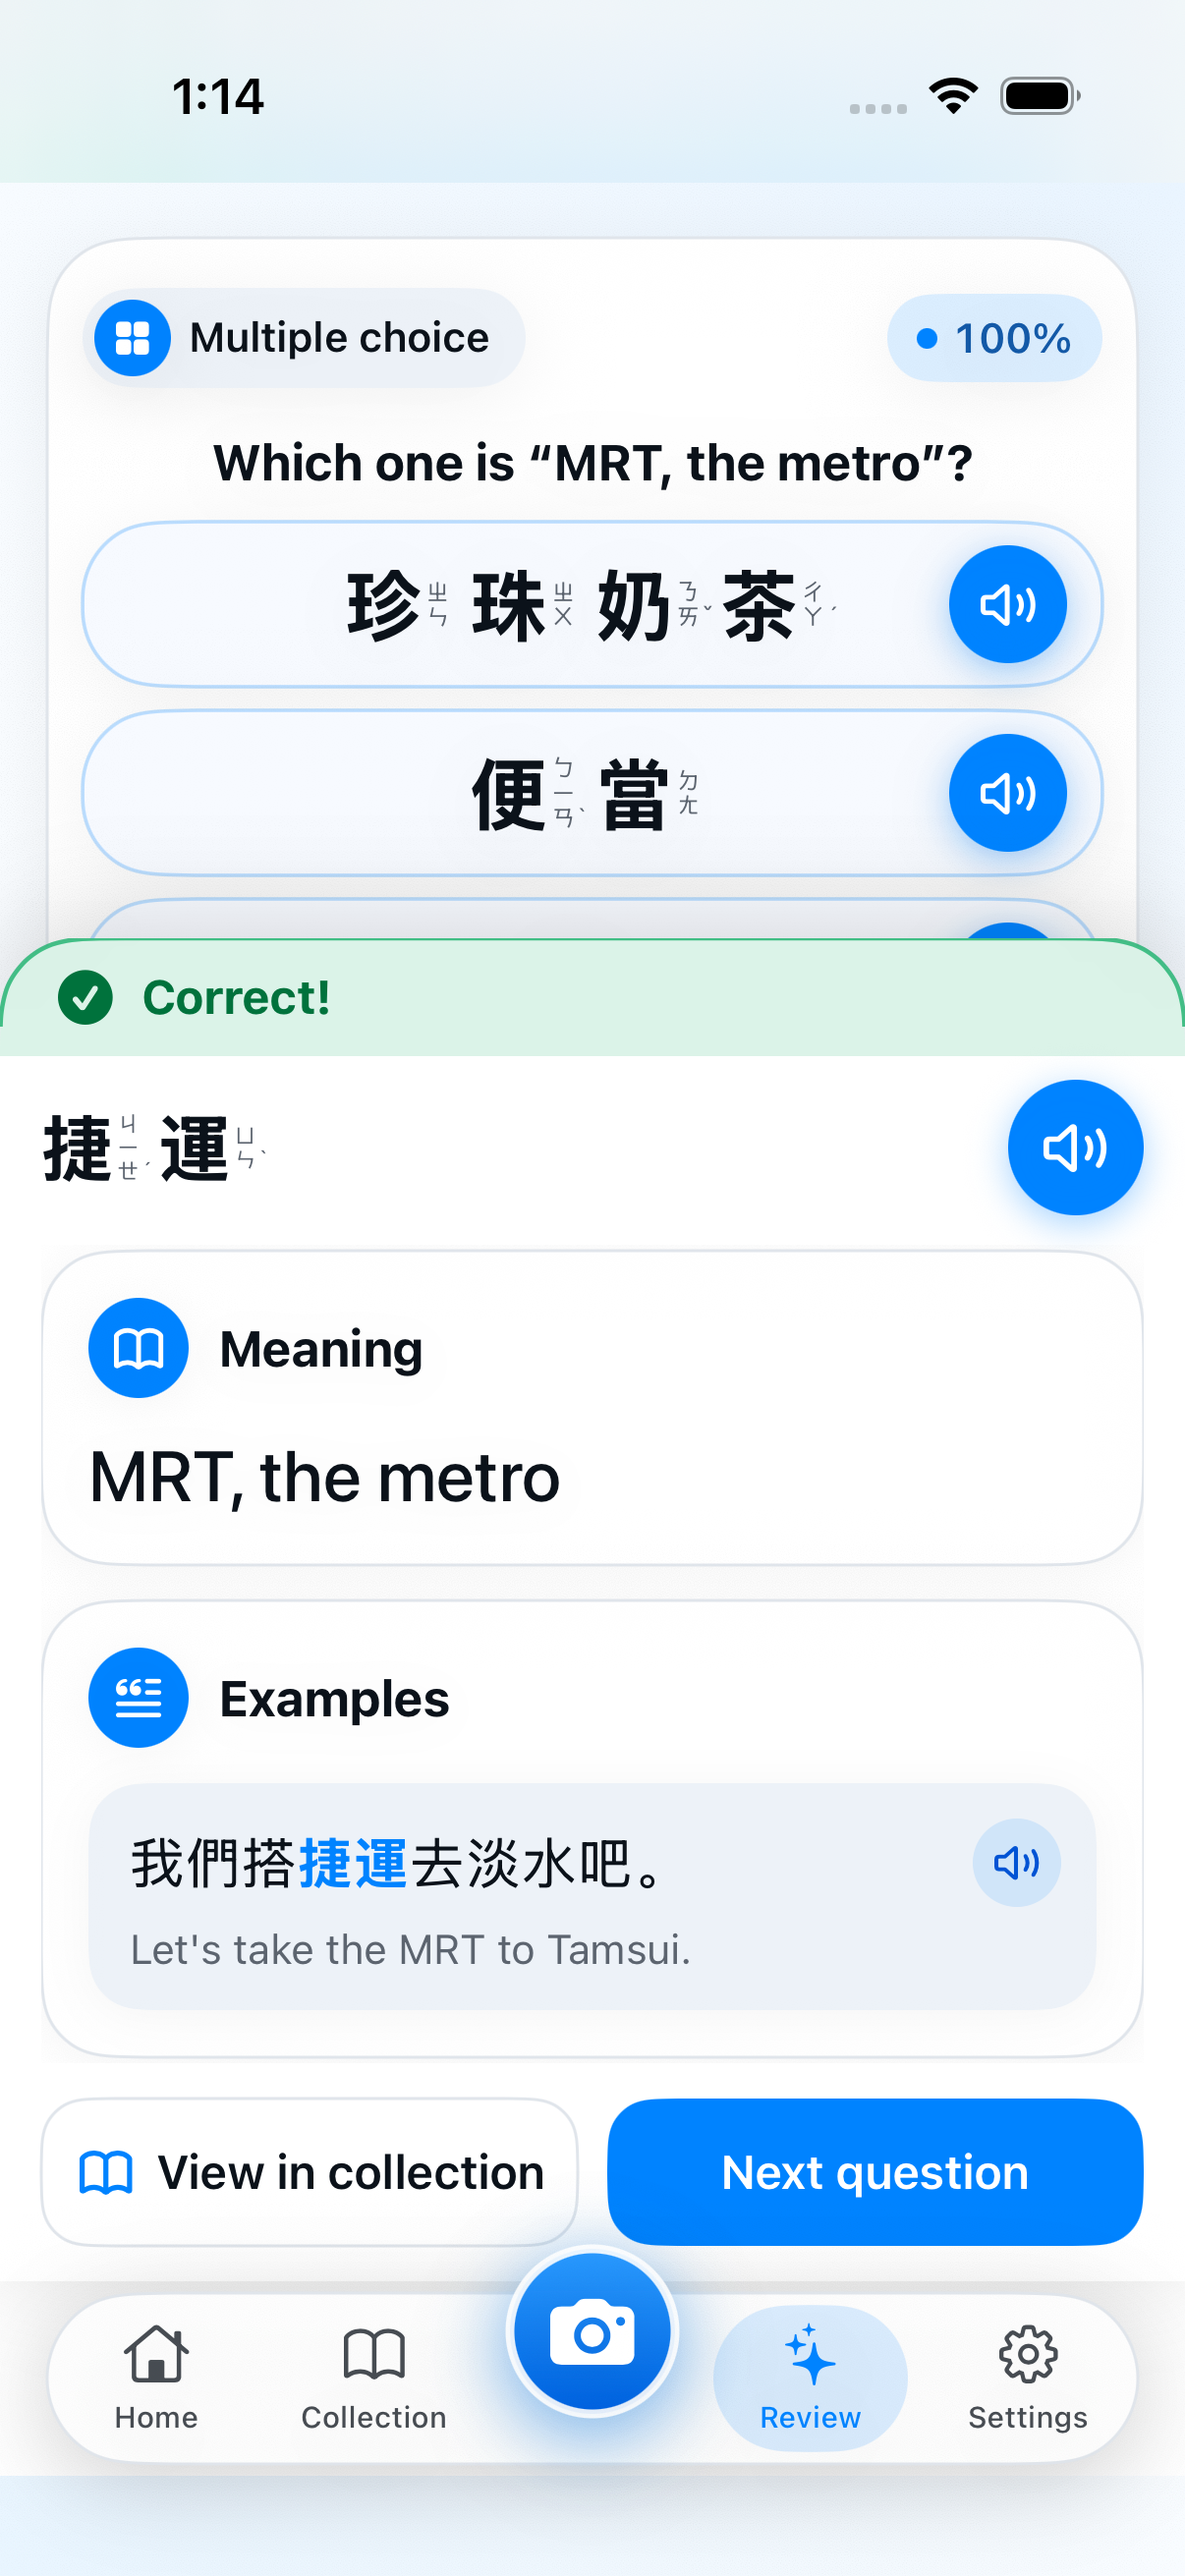 1:14
Multiple choice
100%
Which one is “MRT, the metro”?
珍ㄓㄣ 珠ㄓㄨ 奶ㄋㄞˇ 茶ㄔㄚˊ
便ㄅㄧㄢˋ 當ㄉㄤ
Correct!
捷ㄐㄧㄝˊ 運ㄩㄣˋ
Meaning
MRT, the metro
Examples
我們搭捷運去淡水吧。
Let's take the MRT to Tamsui.
View in collection
Next question
Home
Collection
Review
Settings